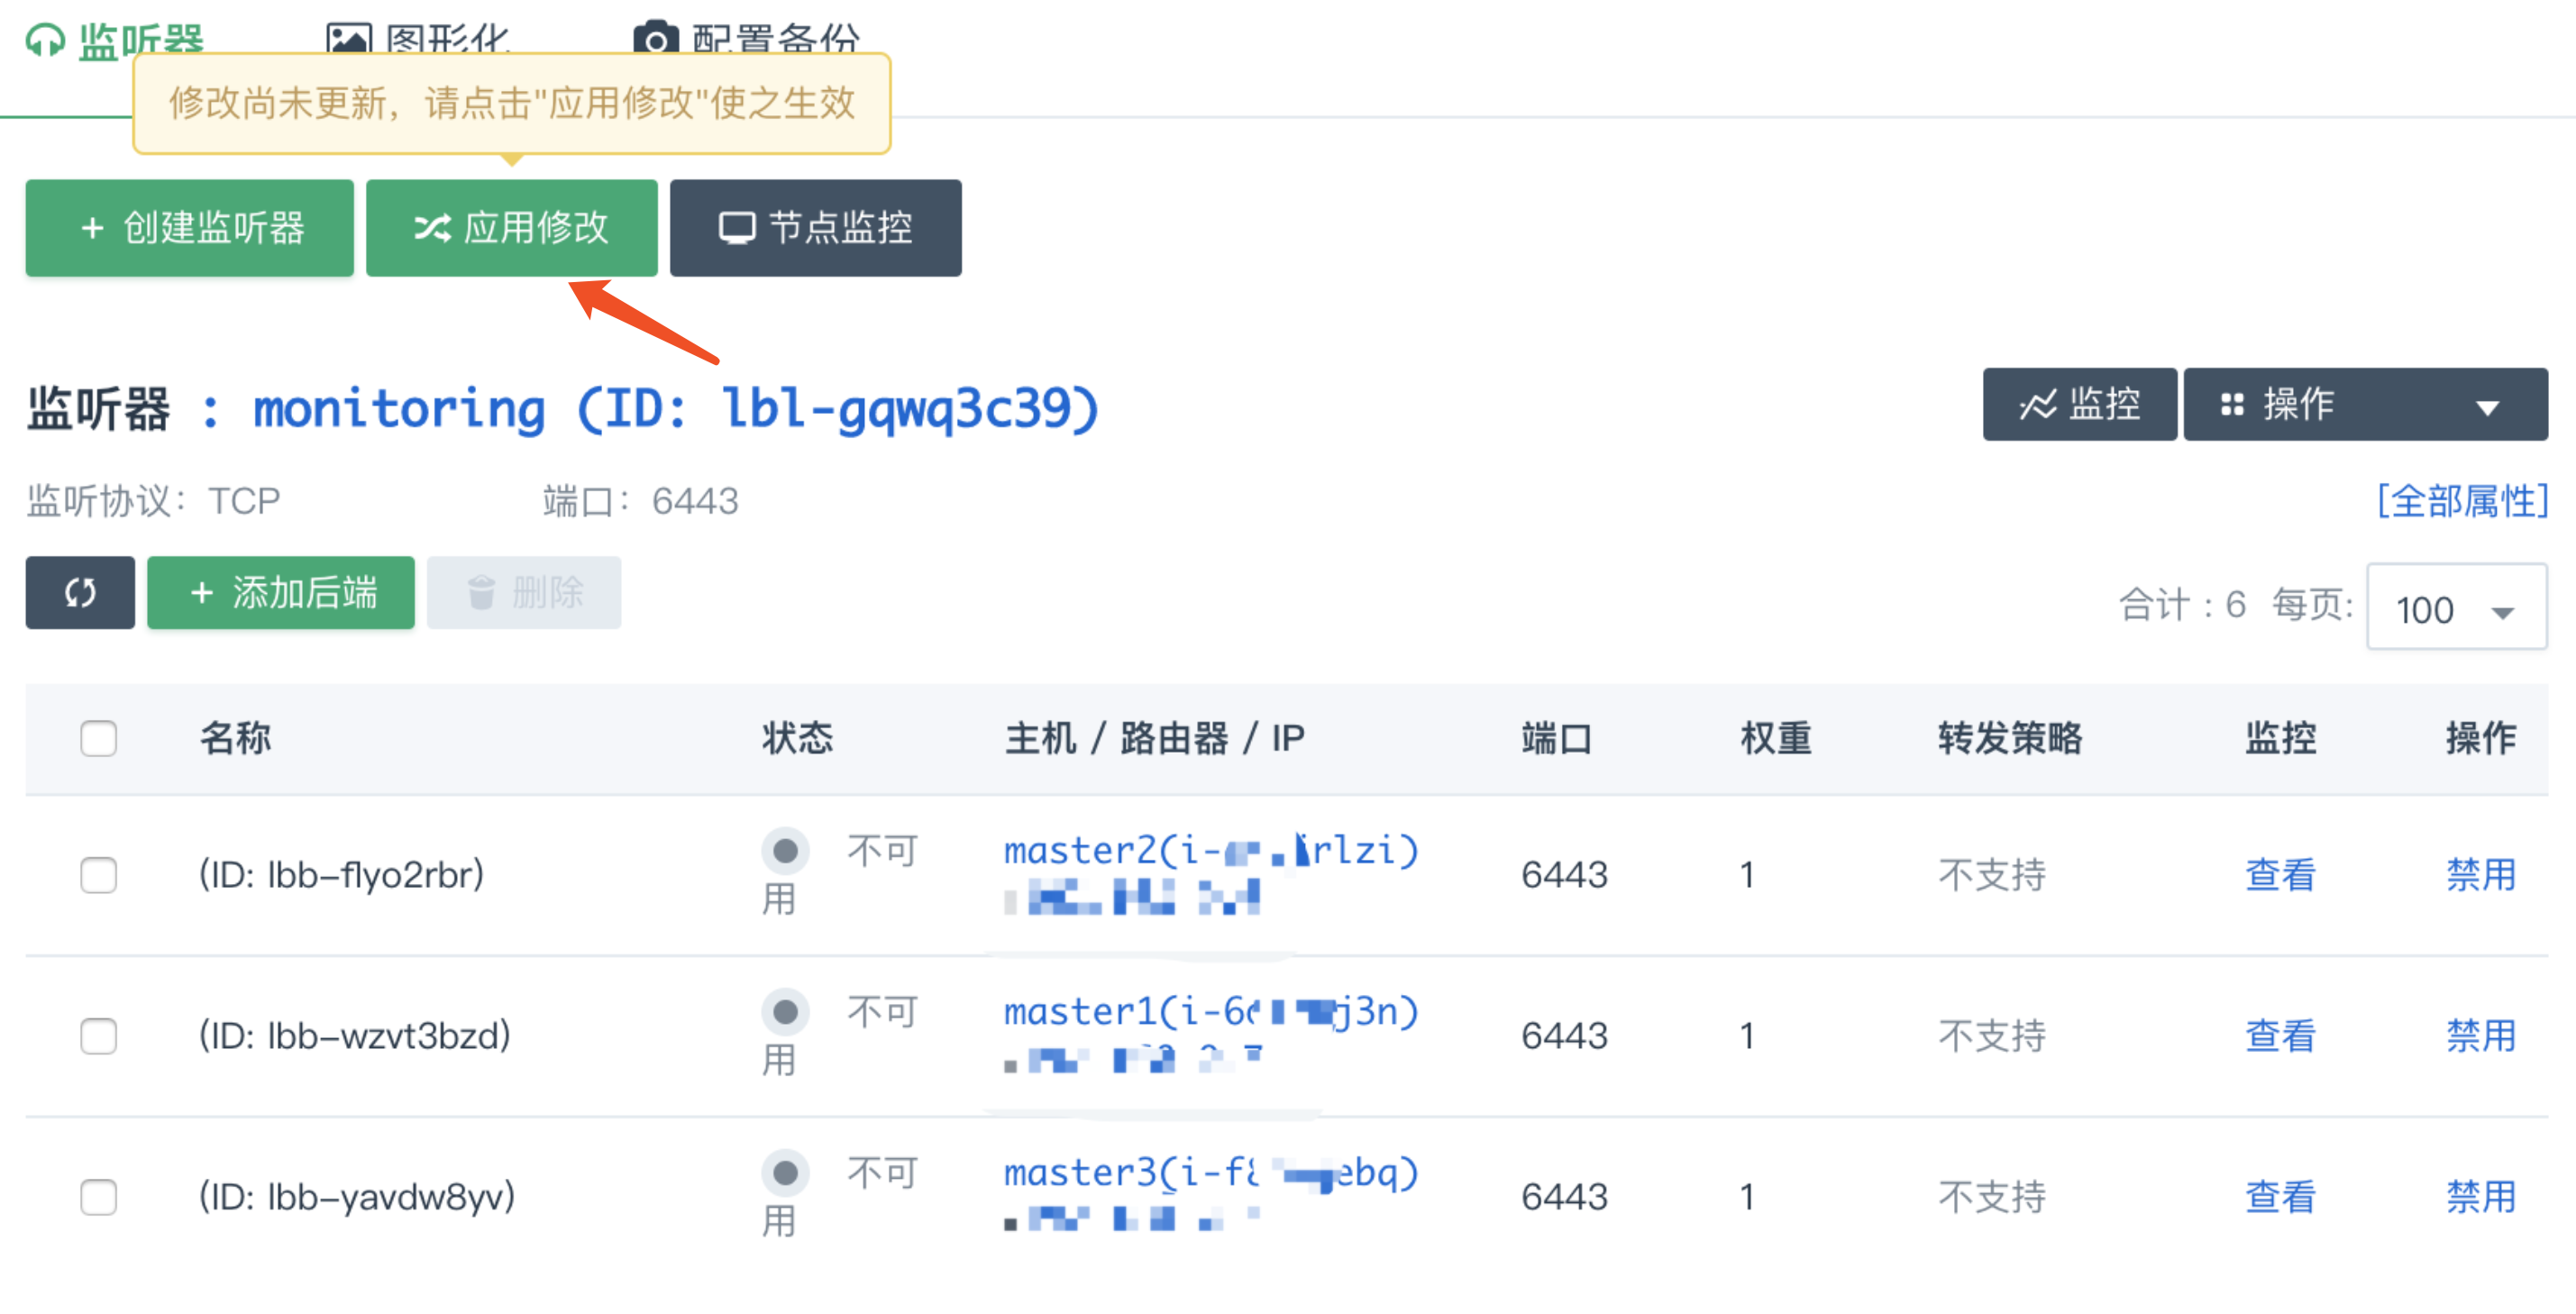 监听器 图形化 配置备份
修改尚未更新，请点击"应用修改"使之生效
+ 创建监听器 应用修改 节点监控
监听器 : monitoring (ID: lbl-gqwq3c39) 监控 操作
监听协议： TCP 端口： 6443 [全部属性]
+ 添加后端 删除 合计 : 6 每页: 100
名称 状态 主机 / 路由器 / IP 端口 权重 转发策略 监控 操作
(ID: lbb-flyo2rbr) 不可用 master2(i- rlzi) 6443 1 不支持 查看 禁用
(ID: lbb-wzvt3bzd) 不可用 master1(i-6 j3n) 6443 1 不支持 查看 禁用
(ID: lbb-yavdw8yv) 不可用 master3(i-f ebq) 6443 1 不支持 查看 禁用